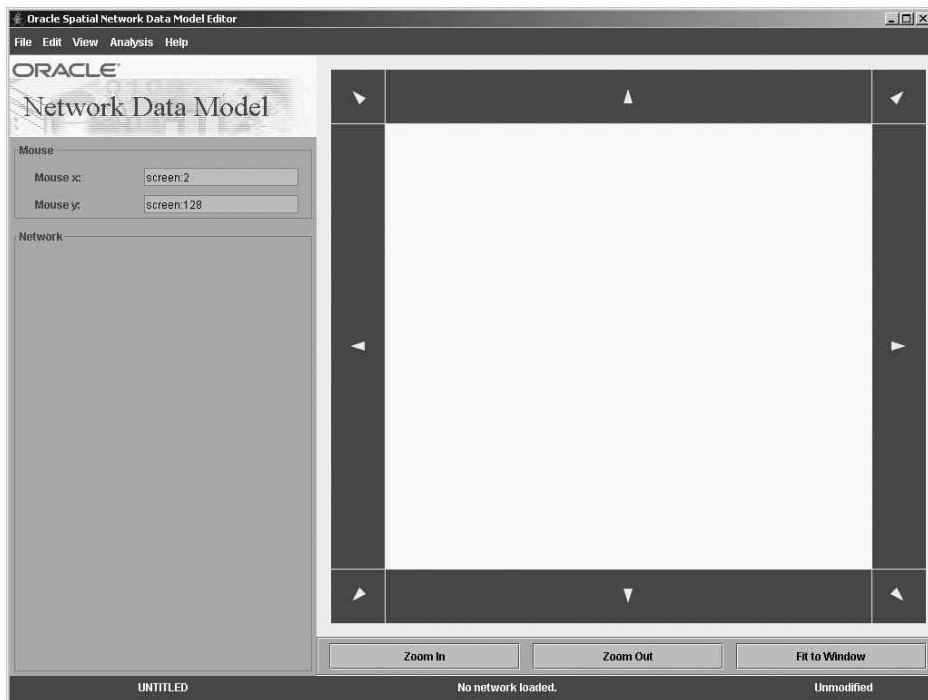 Oracle Spatial Network Data Model Editor
File Edit View Analysis Help
ORACLE
Network Data Model
Mouse
Mouse x: screen:2
Mouse y: screen:128
Network
Zoom In Zoom Out Fit to Window
UNTITLED No network loaded. Unmodified